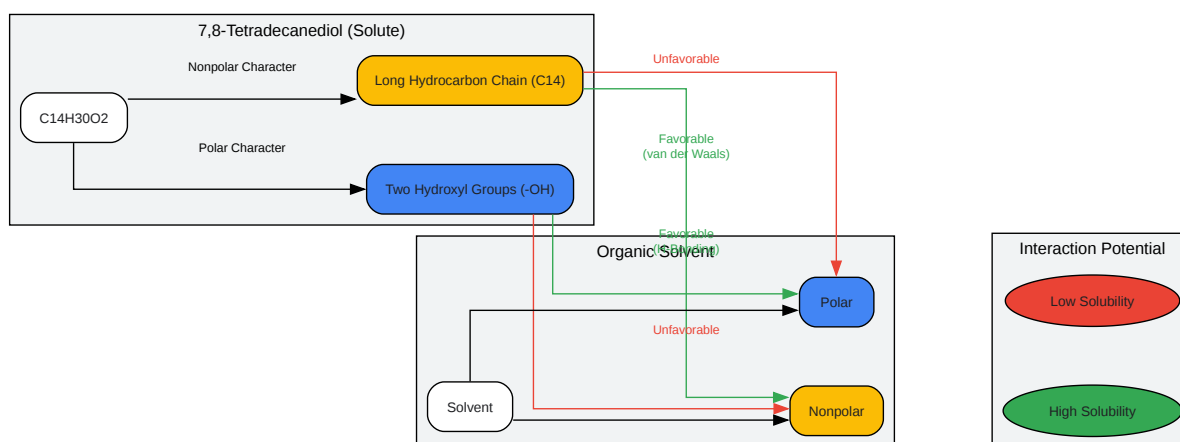 7,8-Tetradecanediol (Solute)
Nonpolar Character
Long Hydrocarbon Chain (C14)
C14H30O2
Polar Character
Two Hydroxyl Groups (-OH)
Unfavorable
Favorable
(van der Waals)
Favorable
(H-Bonding)
Organic Solvent
Polar
Unfavorable
Solvent
Nonpolar
Interaction Potential
Low Solubility
High Solubility